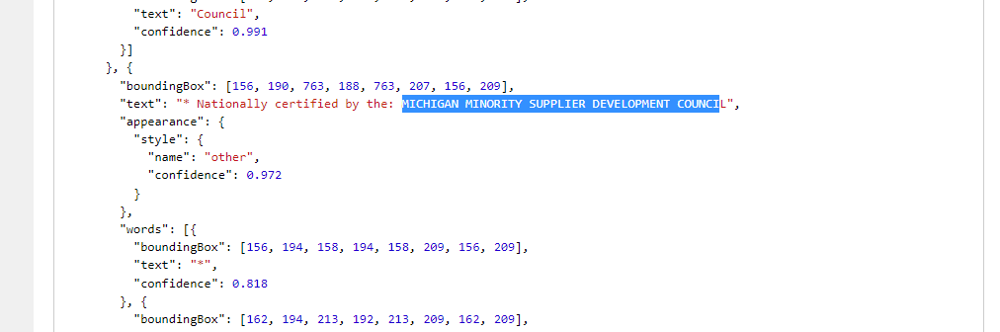 "text": "Council",
"confidence": 0.991
}]
}, {
"boundingBox": [156, 190, 763, 188, 763, 207, 156, 209],
"text": "* Nationally certified by the: MICHIGAN MINORITY SUPPLIER DEVELOPMENT COUNCIL",
"appearance": {
"style": {
"name": "other",
"confidence": 0.972
}
},
"words": [{
"boundingBox": [156, 194, 158, 194, 158, 209, 156, 209],
"text": "*",
"confidence": 0.818
}, {
"boundingBox": [162, 194, 213, 192, 213, 209, 162, 209],